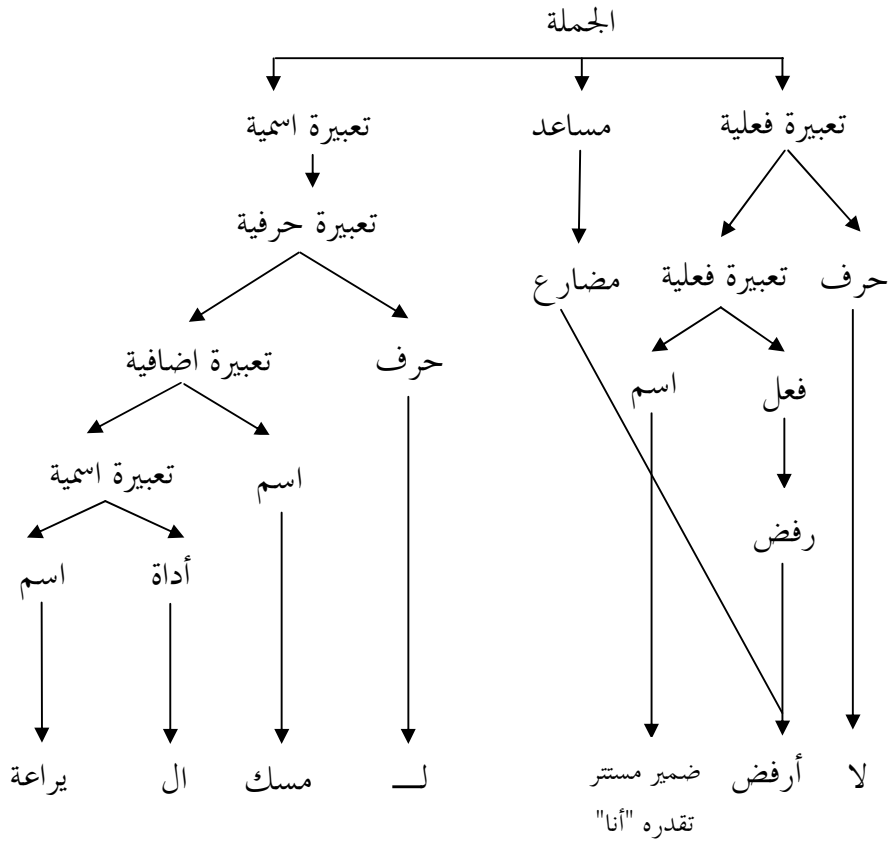 الجملة
تعبيرة فعلية مساعد تعبيرة اسمية
تعبيرة حرفية
حرف تعبيرة فعلية مضارع
حرف تعبيرة اضافية
فعل اسم
اسم تعبيرة اسمية
رفض
أداة اسم
لا أرفض ضمير مستتر لـــ مسك ال يراعة
تقدره "أنا"